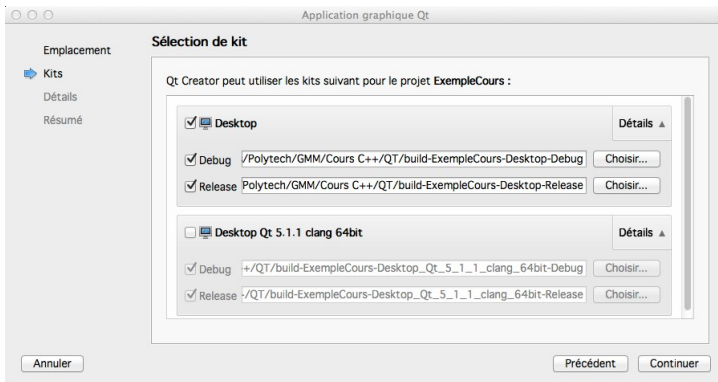 Application graphique Qt
Emplacement
Kits
Détails
Résumé
Sélection de kit
Qt Creator peut utiliser les kits suivant pour le projet ExempleCours :
Desktop Détails
Debug /Polytech/GMM/Cours C++/QT/build-ExempleCours-Desktop-Debug Choisir...
Release Polytech/GMM/Cours C++/QT/build-ExempleCours-Desktop-Release Choisir...
Desktop Qt 5.1.1 clang 64bit Détails
Debug +/QT/build-ExempleCours-Desktop_Qt_5_1_1_clang_64bit-Debug Choisir...
Release -/QT/build-ExempleCours-Desktop_Qt_5_1_1_clang_64bit-Release Choisir...
Annuler Précédent Continuer